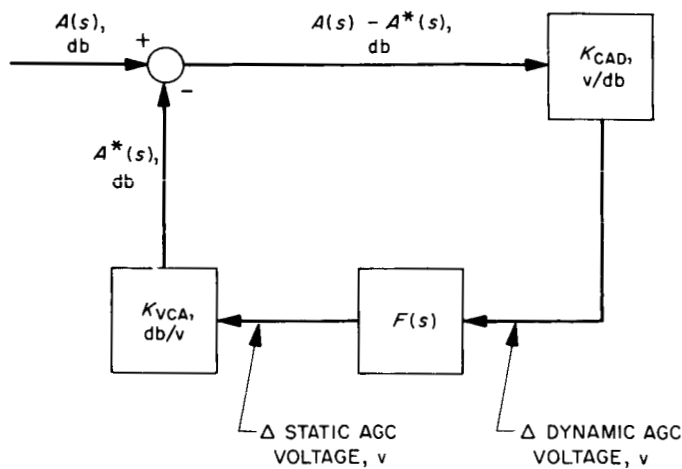 A(s),
db
+
A(s) − A*(s),
db
K_CAD,
v/db
−
A*(s),
db
K_VCA,
db/v
F(s)
Δ STATIC AGC
VOLTAGE, v
Δ DYNAMIC AGC
VOLTAGE, v